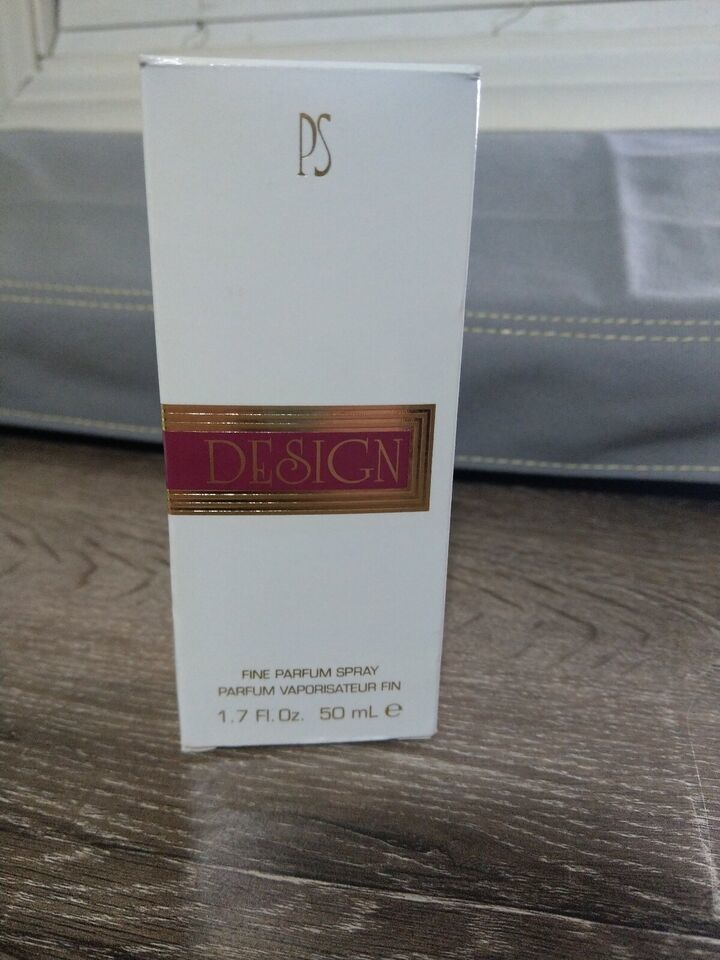 PS
DESIGN
FINE PARFUM SPRAY
PARFUM VAPORISATEUR FIN
1.7 Fl. Oz. 50 mL ℮